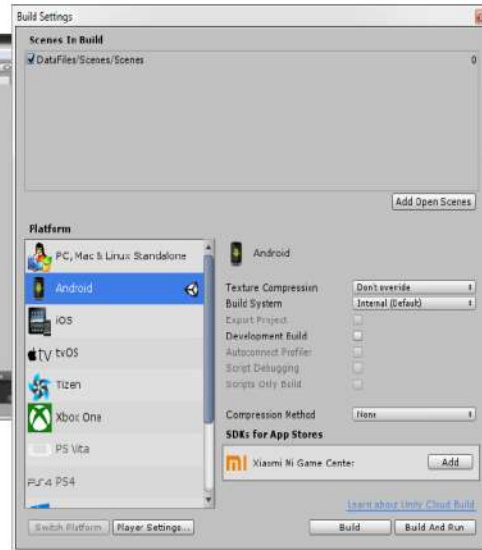 Build Settings
Scenes In Build
DataFiles/Scenes/Scenes 0
Add Open Scenes
Platform
PC, Mac & Linux Standalone
Android
iOS
tv tvOS
Tizen
Xbox One
PS Vita
PS4 PS4
Android
Texture Compression Don't override
Build System Internal (Default)
Export Project
Development Build
Autoconnect Profiler
Script Debugging
Scripts Only Build
Compression Method None
SDKs for App Stores
Xiaomi Mi Game Center Add
Learn about Unity Cloud Build
Switch Platform Player Settings... Build Build And Run